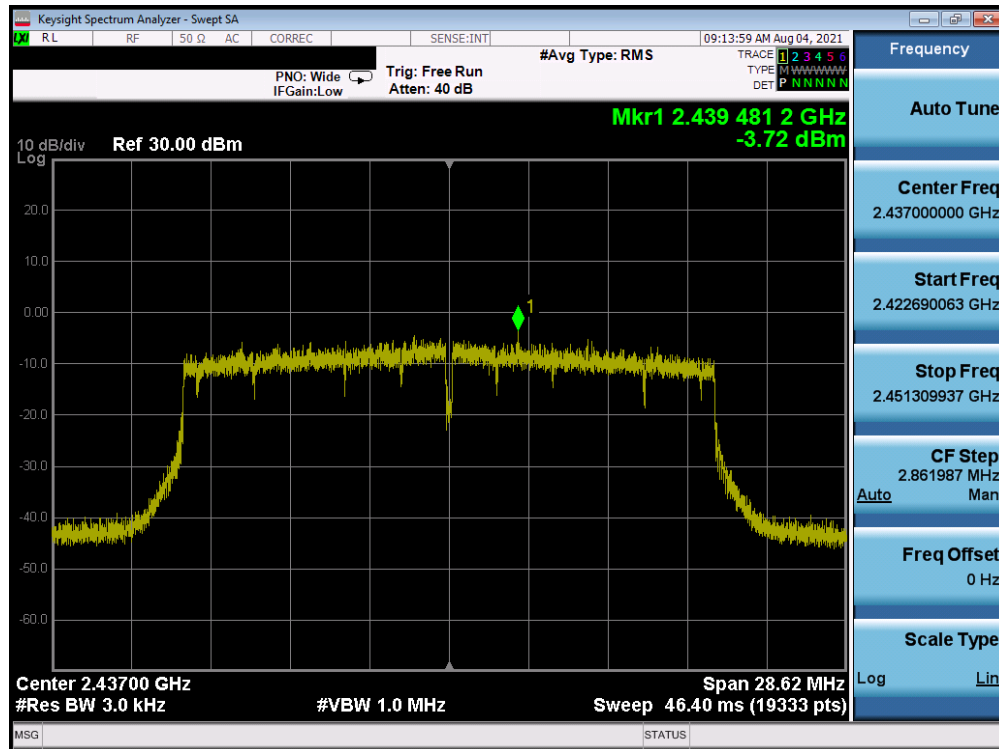 LXI Keysight Spectrum Analyzer - Swept SA
LXI RL RF 50 Ω AC CORREC SENSE:INT 09:13:59 AM Aug 04, 2021
#Avg Type: RMS
TRACE 1 2 3 4 5 6
TYPE M WWWWW
DET P N N N N N
PNO: Wide
IFGain:Low
Trig: Free Run
Atten: 40 dB
Mkr1 2.439 481 2 GHz
-3.72 dBm
10 dB/div Ref 30.00 dBm
Log
20.0
10.0
0.00
-10.0
-20.0
-30.0
-40.0
-50.0
-60.0
1
Center 2.43700 GHz
Span 28.62 MHz
#Res BW 3.0 kHz
#VBW 1.0 MHz
Sweep 46.40 ms (19333 pts)
MSG
STATUS
Frequency
Auto Tune
Center Freq
2.437000000 GHz
Start Freq
2.422690063 GHz
Stop Freq
2.451309937 GHz
CF Step
2.861987 MHz
Auto Man
Freq Offset
0 Hz
Scale Type
Log Lin